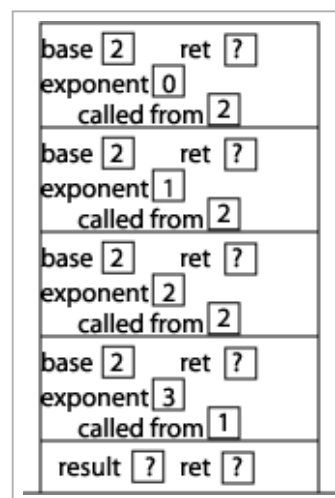 base 2 ret ?
exponent 0
called from 2
base 2 ret ?
exponent 1
called from 2
base 2 ret ?
exponent 2
called from 2
base 2 ret ?
exponent 3
called from 1
result ? ret ?